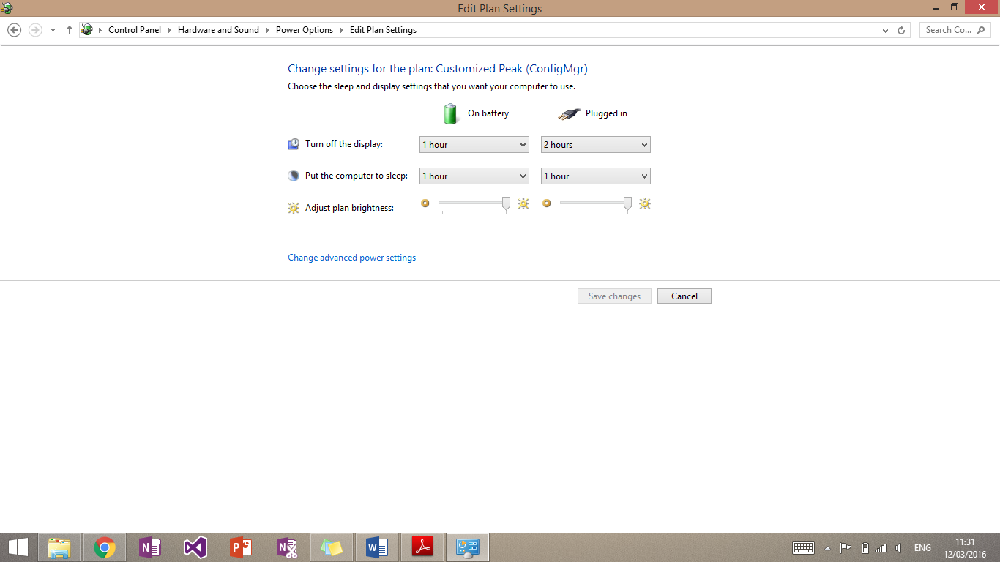 Edit Plan Settings
Control Panel Hardware and Sound Power Options Edit Plan Settings Search Co...
Change settings for the plan: Customized Peak (ConfigMgr)
Choose the sleep and display settings that you want your computer to use.
On battery Plugged in
Turn off the display: 1 hour 2 hours
Put the computer to sleep: 1 hour 1 hour
Adjust plan brightness:
Change advanced power settings
Save changes Cancel
ENG 11:31
12/03/2016